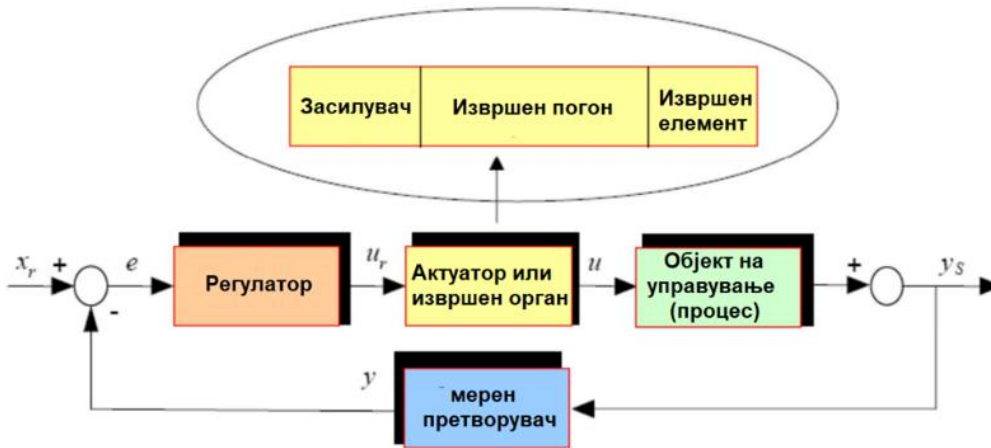 Засилувач
Извршен погон
Извршен
елемент
x_r
+
-
e
Регулатор
u_r
Актуатор или
извршен орган
u
Објект на
управување
(процес)
+
y_S
y
мерен
претворувач